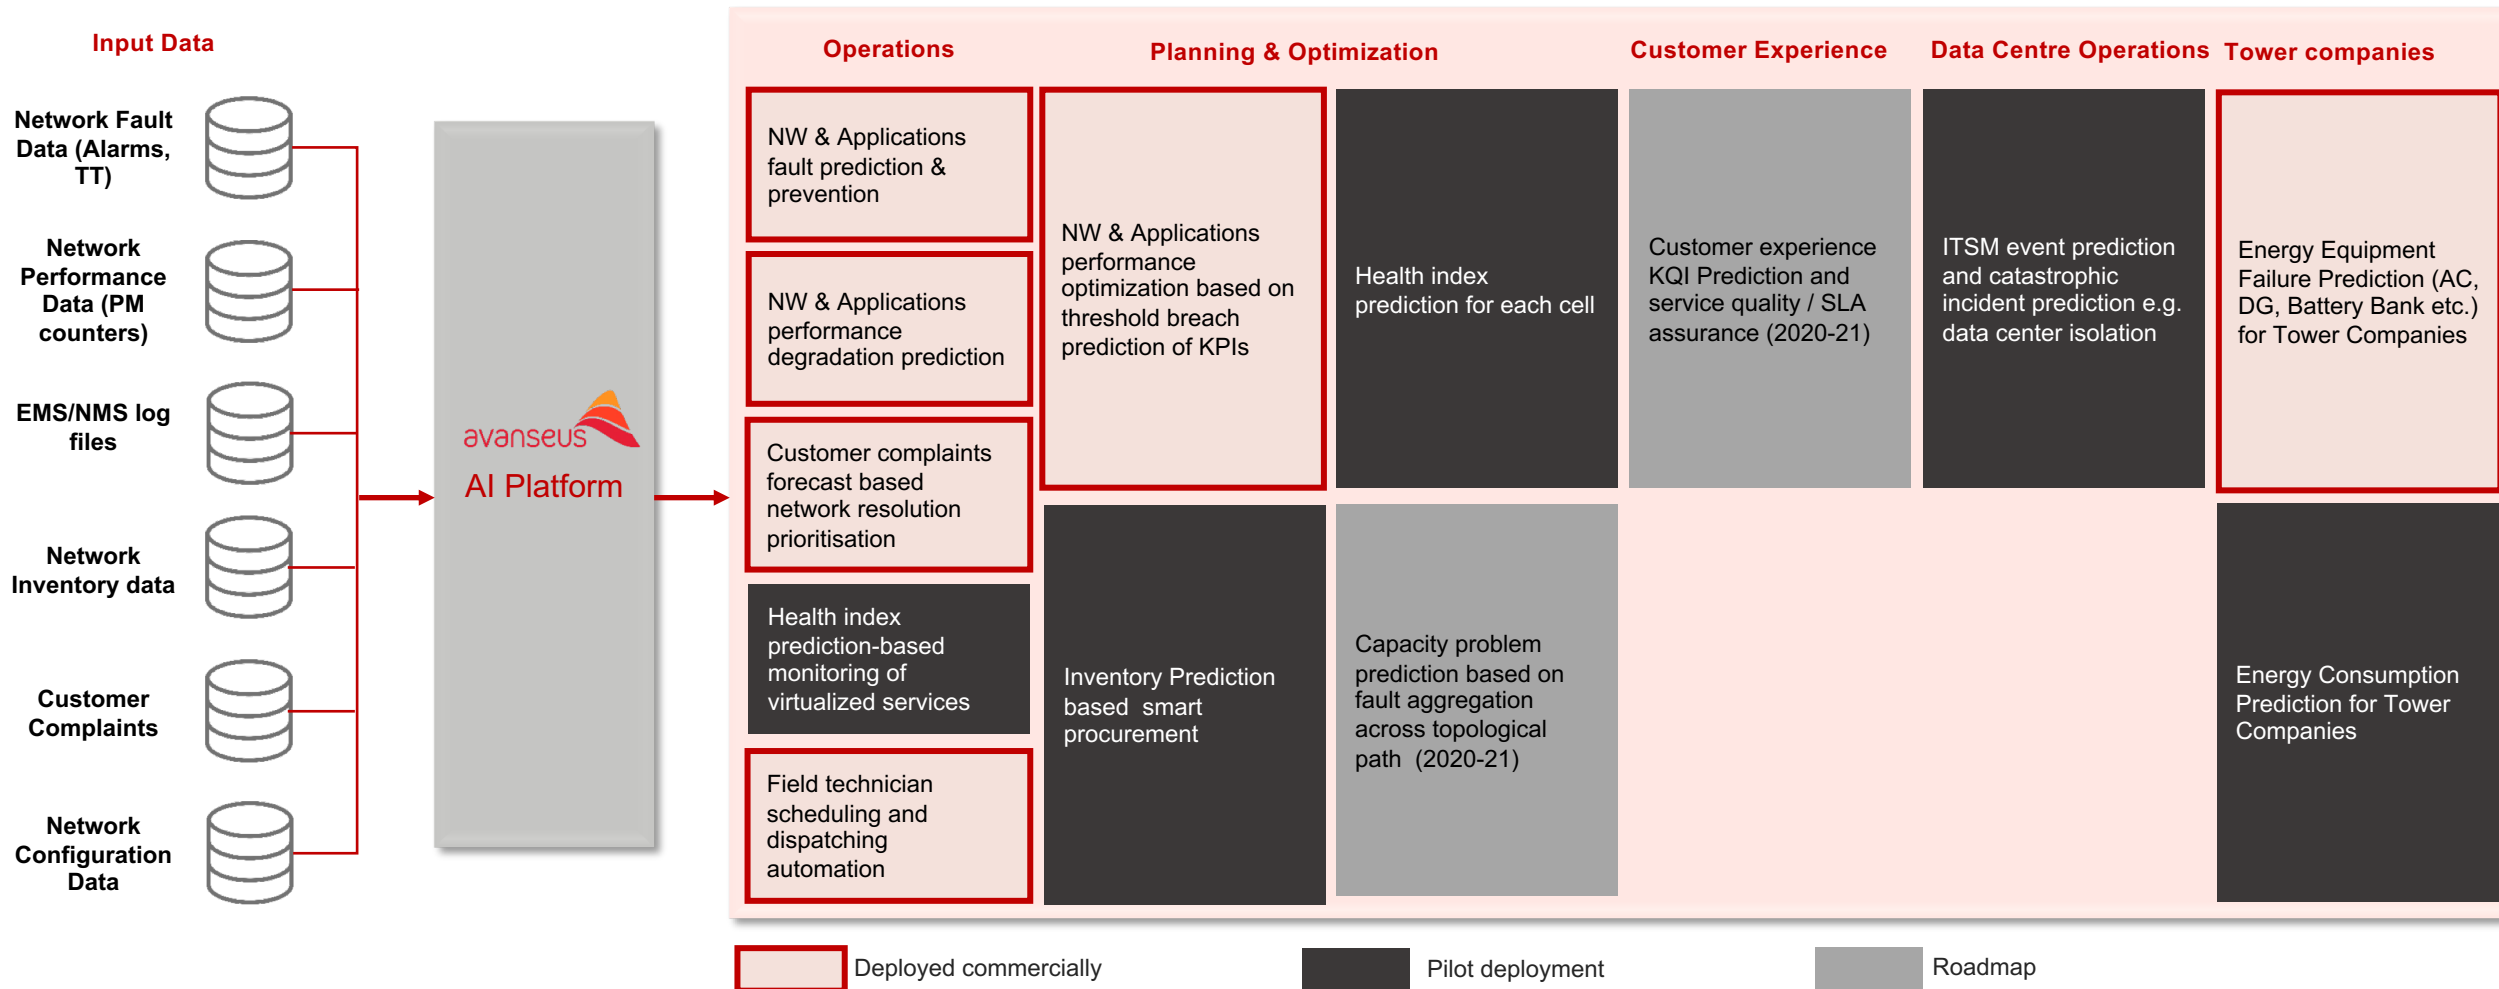 Input Data
Network Fault
Data (Alarms,
TT)
Network
Performance
Data (PM
counters)
EMS/NMS log
files
Network
Inventory data
Customer
Complaints
Network
Configuration
Data
avanseus
AI Platform
Operations
NW & Applications
fault prediction &
prevention
NW & Applications
performance
degradation prediction
Customer complaints
forecast based
network resolution
prioritisation
Health index
prediction-based
monitoring of
virtualized services
Field technician
scheduling and
dispatching
automation
Planning & Optimization
NW & Applications
performance
optimization based on
threshold breach
prediction of KPIs
Inventory Prediction
based smart
procurement
Health index
prediction for each cell
Capacity problem
prediction based on
fault aggregation
across topological
path (2020-21)
Customer Experience
Customer experience
KQI Prediction and
service quality / SLA
assurance (2020-21)
Data Centre Operations
ITSM event prediction
and catastrophic
incident prediction e.g.
data center isolation
Tower companies
Energy Equipment
Failure Prediction (AC,
DG, Battery Bank etc.)
for Tower Companies
Energy Consumption
Prediction for Tower
Companies
Deployed commercially
Pilot deployment
Roadmap